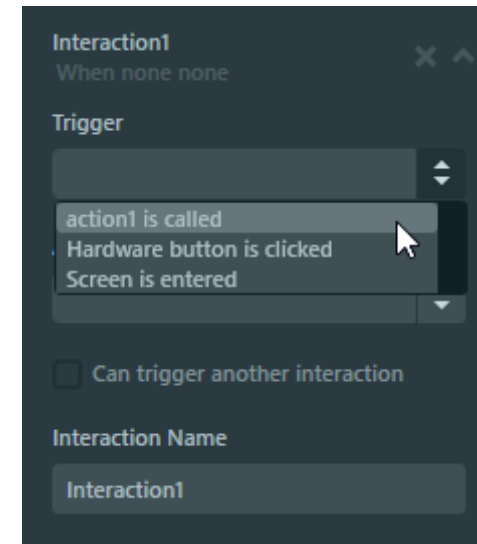 Interaction1
When none none
Trigger
action1 is called
Hardware button is clicked
Screen is entered
Can trigger another interaction
Interaction Name
Interaction1